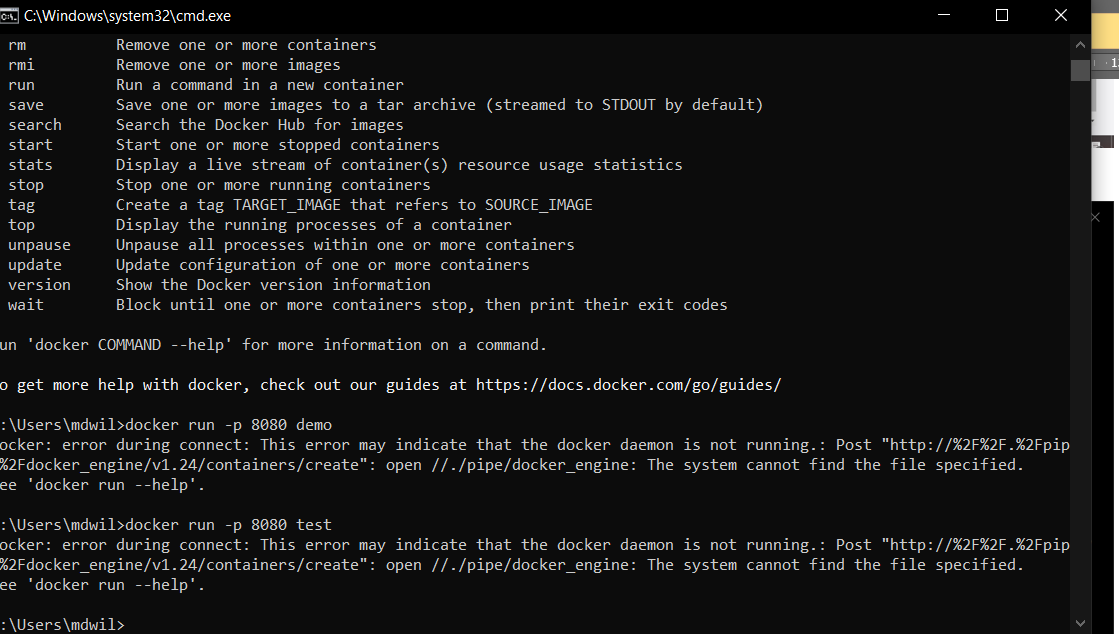 C:\Windows\system32\cmd.exe
rm Remove one or more containers
rmi Remove one or more images
run Run a command in a new container
save Save one or more images to a tar archive (streamed to STDOUT by default)
search Search the Docker Hub for images
start Start one or more stopped containers
stats Display a live stream of container(s) resource usage statistics
stop Stop one or more running containers
tag Create a tag TARGET_IMAGE that refers to SOURCE_IMAGE
top Display the running processes of a container
unpause Unpause all processes within one or more containers
update Update configuration of one or more containers
version Show the Docker version information
wait Block until one or more containers stop, then print their exit codes
un 'docker COMMAND --help' for more information on a command.
o get more help with docker, check out our guides at https://docs.docker.com/go/guides/
:\Users\mdwil>docker run -p 8080 demo
ocker: error during connect: This error may indicate that the docker daemon is not running.: Post "http://%2F%2F.%2Fpip
%2Fdocker_engine/v1.24/containers/create": open //./pipe/docker_engine: The system cannot find the file specified.
ee 'docker run --help'.
:\Users\mdwil>docker run -p 8080 test
ocker: error during connect: This error may indicate that the docker daemon is not running.: Post "http://%2F%2F.%2Fpip
%2Fdocker_engine/v1.24/containers/create": open //./pipe/docker_engine: The system cannot find the file specified.
ee 'docker run --help'.
:\Users\mdwil>